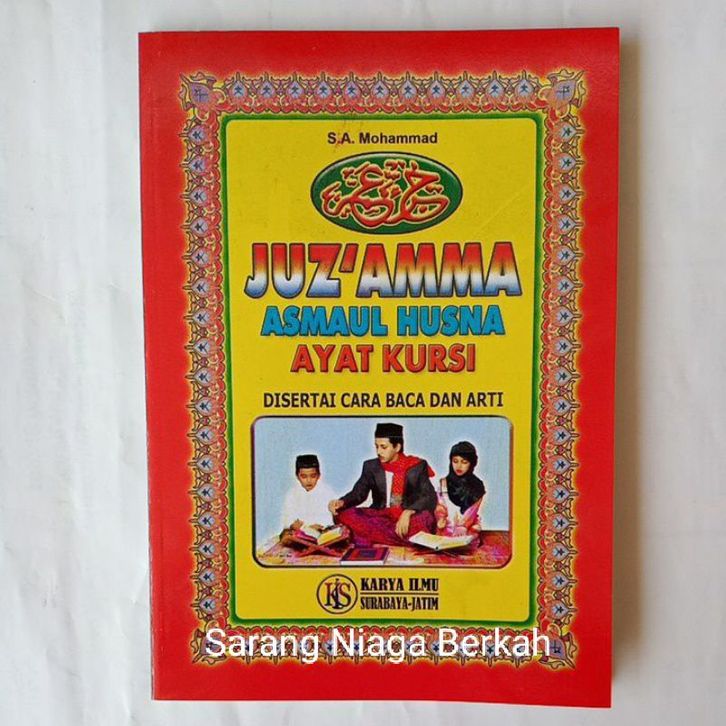 S.A. Mohammad
جزء عم
JUZ'AMMA
ASMAUL HUSNA
AYAT KURSI
DISERTAI CARA BACA DAN ARTI
KIS
KARYA ILMU
SURABAYA-JATIM
Sarang Niaga Berkah